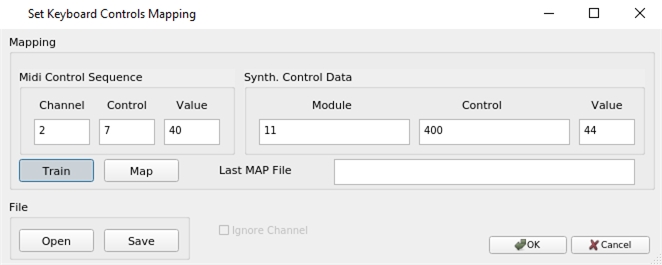 Set Keyboard Controls Mapping
Mapping
Midi Control Sequence
Synth. Control Data
Channel Control Value
Module Control Value
2 7 40
11 400 44
Train Map
Last MAP File
File
Open Save
Ignore Channel
OK Cancel